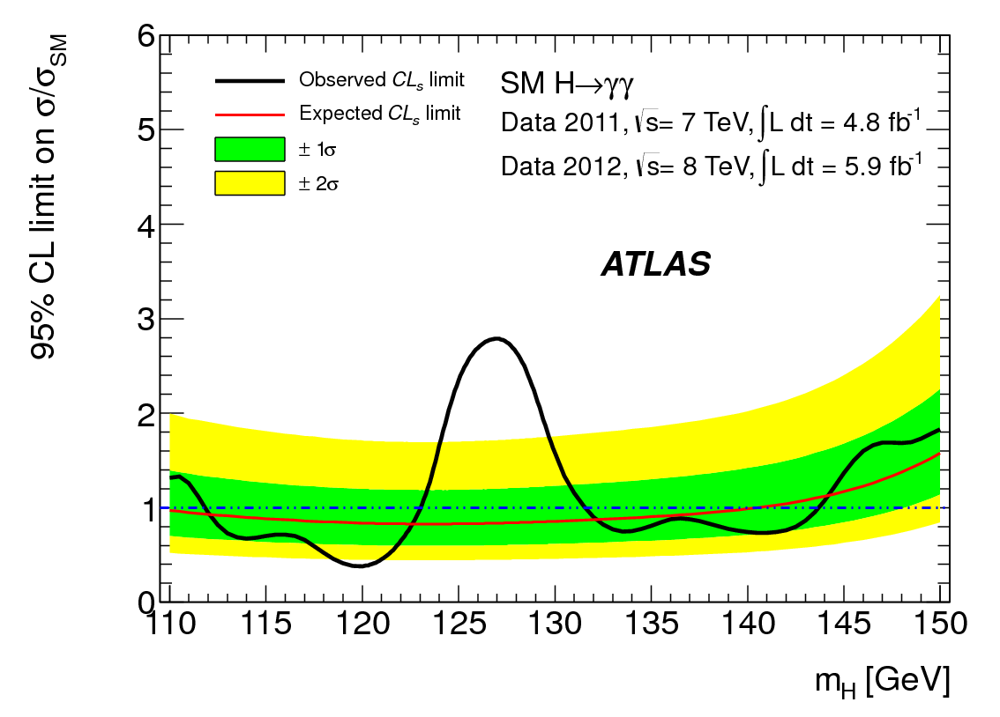 95% CL limit on σ/σSM
6
5
4
3
2
1
0
Observed CLs limit
Expected CLs limit
± 1σ
± 2σ
SM H→γγ
Data 2011, √s= 7 TeV, ∫L dt = 4.8 fb-1
Data 2012, √s= 8 TeV, ∫L dt = 5.9 fb-1
ATLAS
110 115 120 125 130 135 140 145 150
mH [GeV]